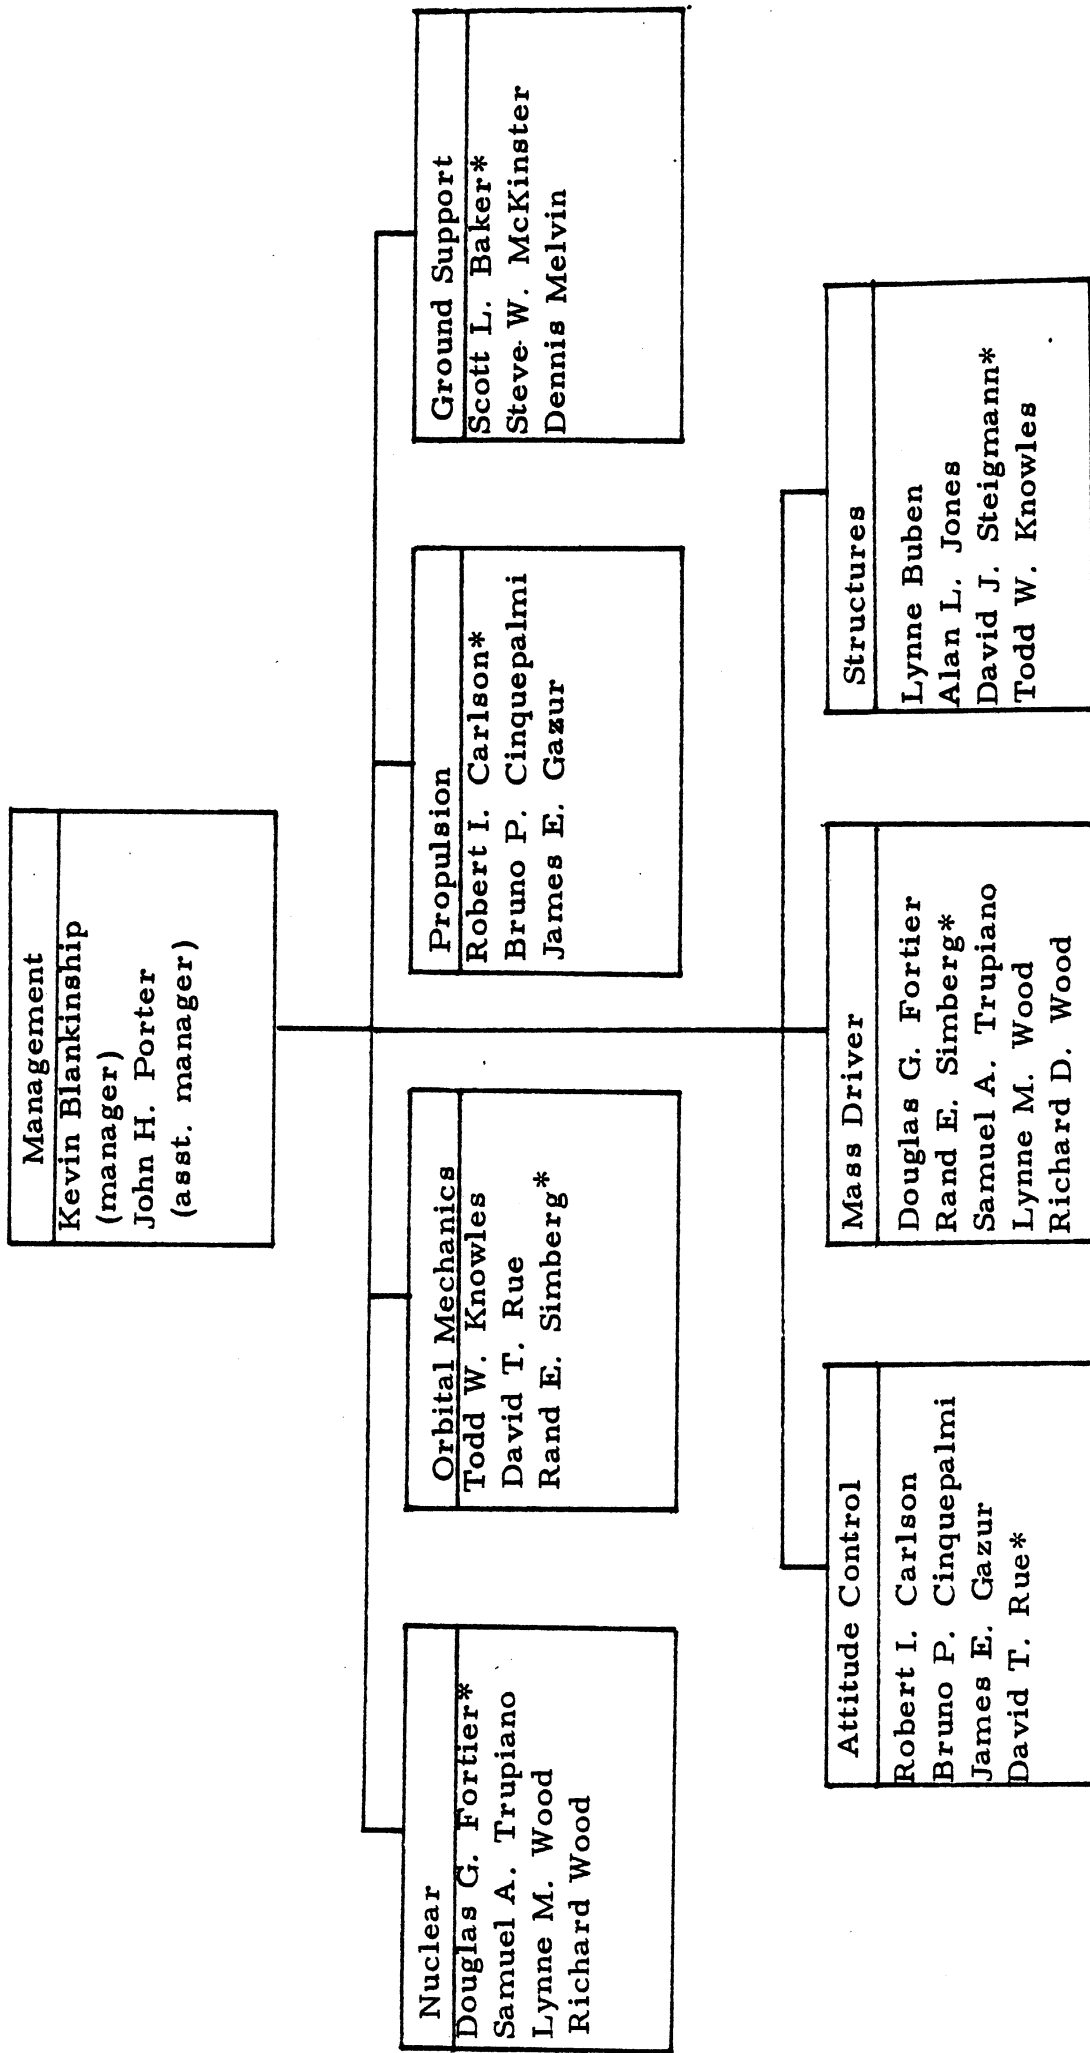 Management
Kevin Blankinship
(manager)
John H. Porter
(asst. manager)
Nuclear
Douglas G. Fortier*
Samuel A. Trupiano
Lynne M. Wood
Richard Wood
Orbital Mechanics
Todd W. Knowles
David T. Rue
Rand E. Simberg*
Propulsion
Robert I. Carlson*
Bruno P. Cinquepalmi
James E. Gazur
Ground Support
Scott L. Baker*
Steve W. McKinster
Dennis Melvin
Attitude Control
Robert I. Carlson
Bruno P. Cinquepalmi
James E. Gazur
David T. Rue*
Mass Driver
Douglas G. Fortier
Rand E. Simberg*
Samuel A. Trupiano
Lynne M. Wood
Richard D. Wood
Structures
Lynne Buben
Alan L. Jones
David J. Steigmann*
Todd W. Knowles